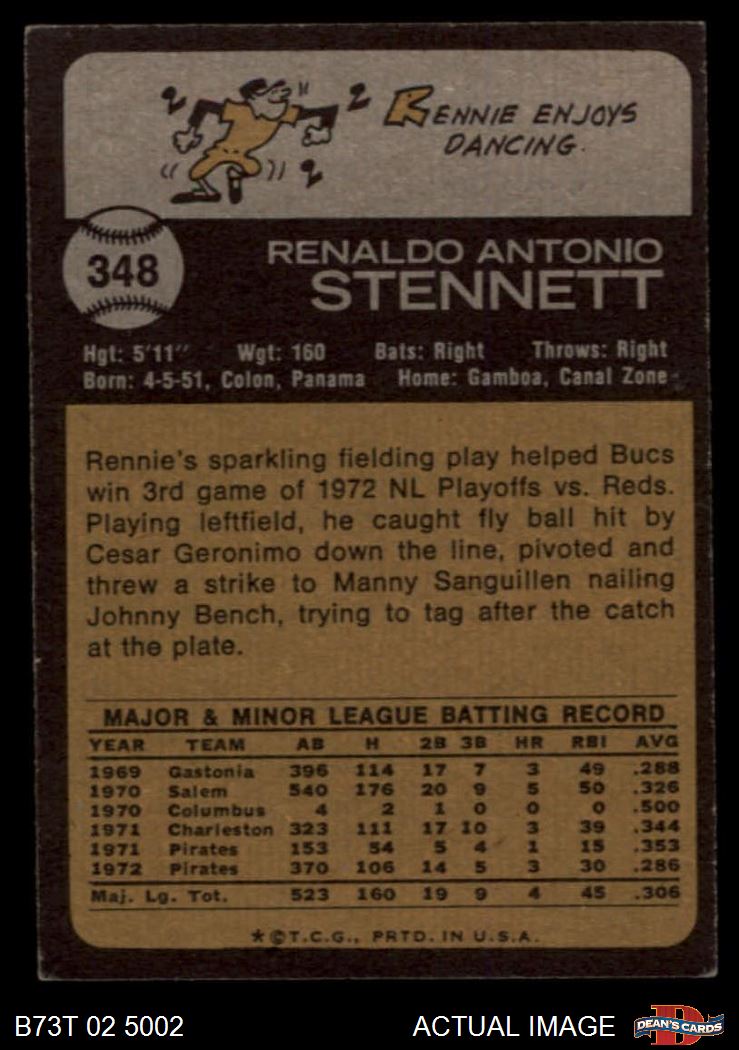 RENNIE ENJOYS
DANCING.
348
RENALDO ANTONIO
STENNETT
Hgt: 5'11" Wgt: 160 Bats: Right Throws: Right
Born: 4-5-51, Colon, Panama Home: Gamboa, Canal Zone
Rennie's sparkling fielding play helped Bucs
win 3rd game of 1972 NL Playoffs vs. Reds.
Playing leftfield, he caught fly ball hit by
Cesar Geronimo down the line, pivoted and
threw a strike to Manny Sanguillen nailing
Johnny Bench, trying to tag after the catch
at the plate.
MAJOR & MINOR LEAGUE BATTING RECORD
YEAR TEAM AB H 2B 3B HR RBI AVG
1969 Gastonia 396 114 17 7 3 49 .288
1970 Salem 540 176 20 9 5 50 .326
1970 Columbus 4 2 1 0 0 0 .500
1971 Charleston 323 111 17 10 3 39 .344
1971 Pirates 153 54 5 4 1 15 .353
1972 Pirates 370 106 14 5 3 30 .286
Maj. Lg. Tot. 523 160 19 9 4 45 .306
*©T.C.G., PRTD. IN U.S.A.
B73T 02 5002 ACTUAL IMAGE D DEAN'S CARDS